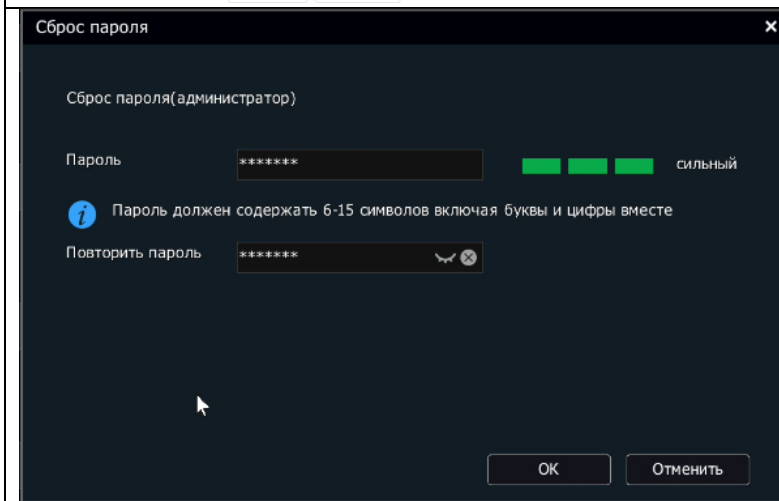 Сброс пароля
Сброс пароля(администратор)
Пароль ******* сильный
Пароль должен содержать 6-15 символов включая буквы и цифры вместе
Повторить пароль *******
OK Отменить